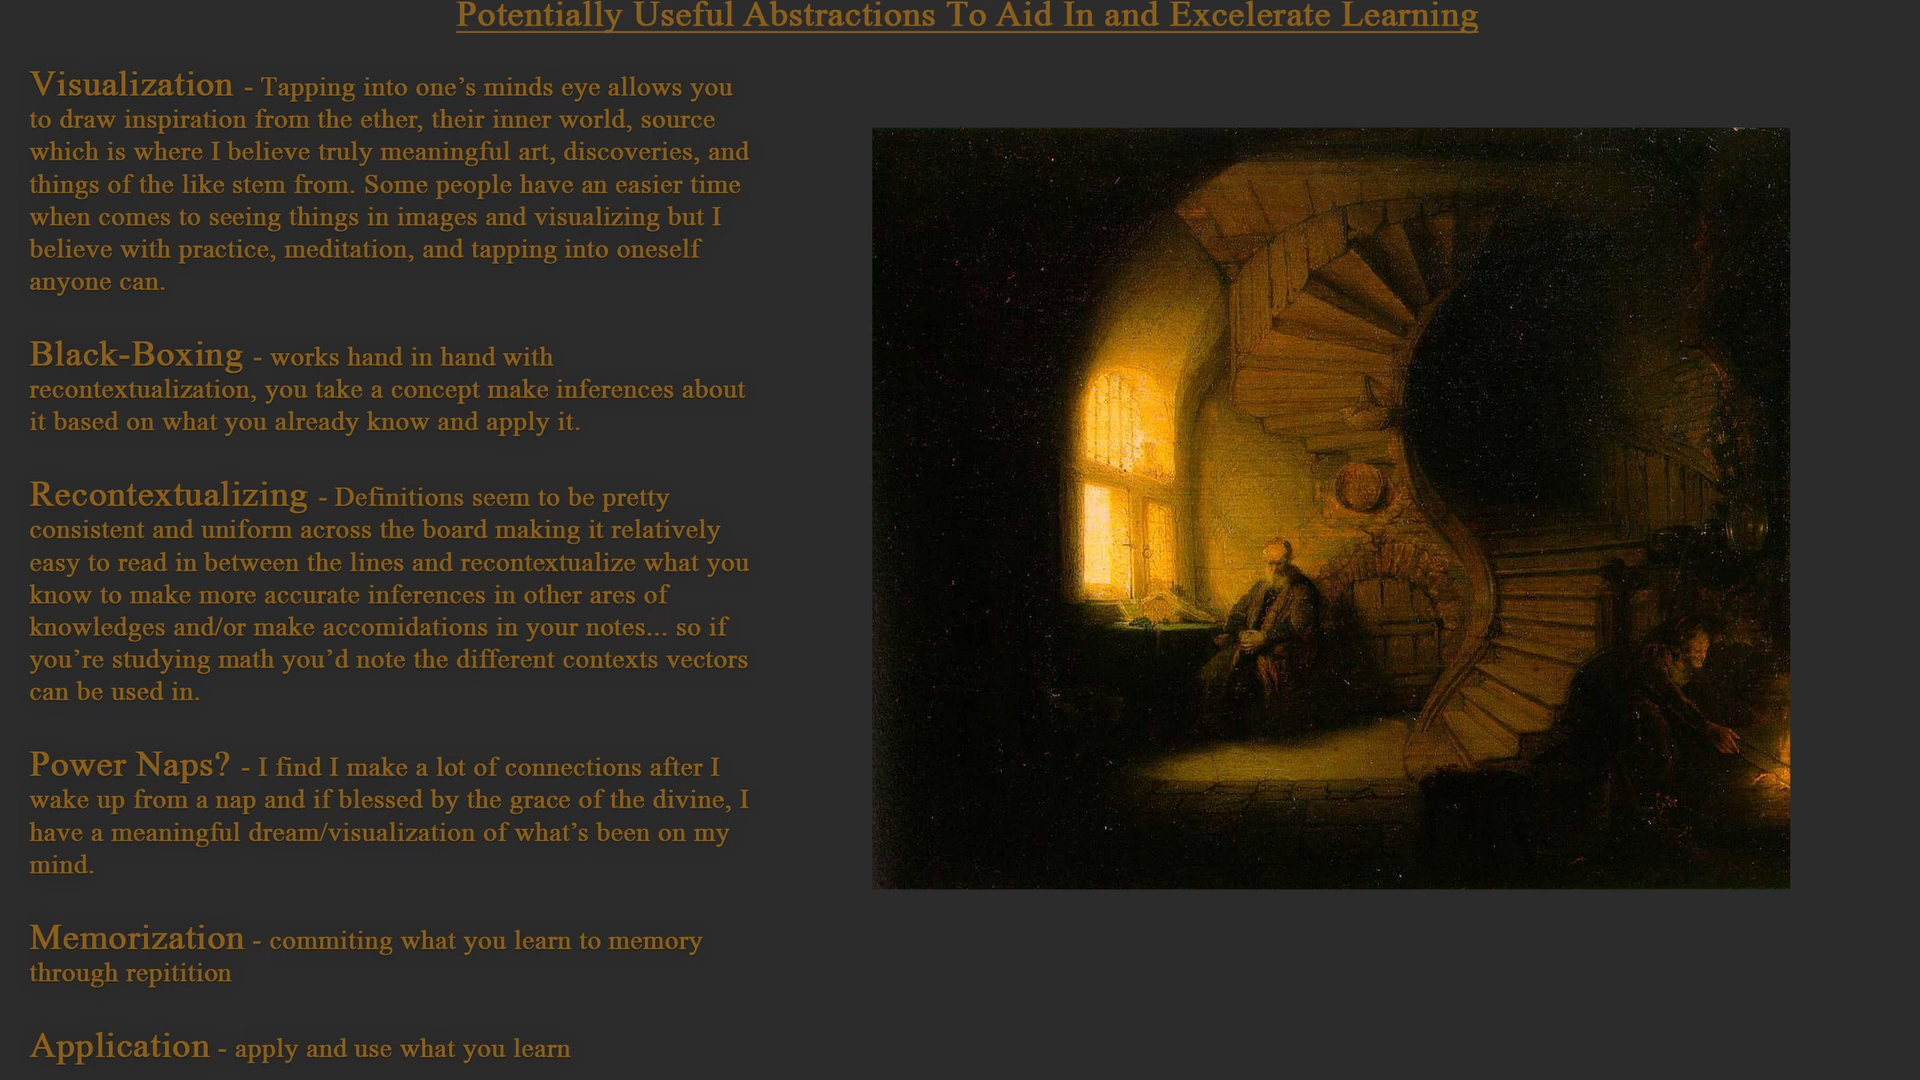 Potentially Useful Abstractions To Aid In and Excelerate Learning
Visualization - Tapping into one’s minds eye allows you
to draw inspiration from the ether, their inner world, source
which is where I believe truly meaningful art, discoveries, and
things of the like stem from. Some people have an easier time
when comes to seeing things in images and visualizing but I
believe with practice, meditation, and tapping into oneself
anyone can.
Black-Boxing - works hand in hand with
recontextualization, you take a concept make inferences about
it based on what you already know and apply it.
Recontextualizing - Definitions seem to be pretty
consistent and uniform across the board making it relatively
easy to read in between the lines and recontextualize what you
know to make more accurate inferences in other ares of
knowledges and/or make accomidations in your notes... so if
you’re studying math you’d note the different contexts vectors
can be used in.
Power Naps? - I find I make a lot of connections after I
wake up from a nap and if blessed by the grace of the divine, I
have a meaningful dream/visualization of what’s been on my
mind.
Memorization - commiting what you learn to memory
through repitition
Application - apply and use what you learn